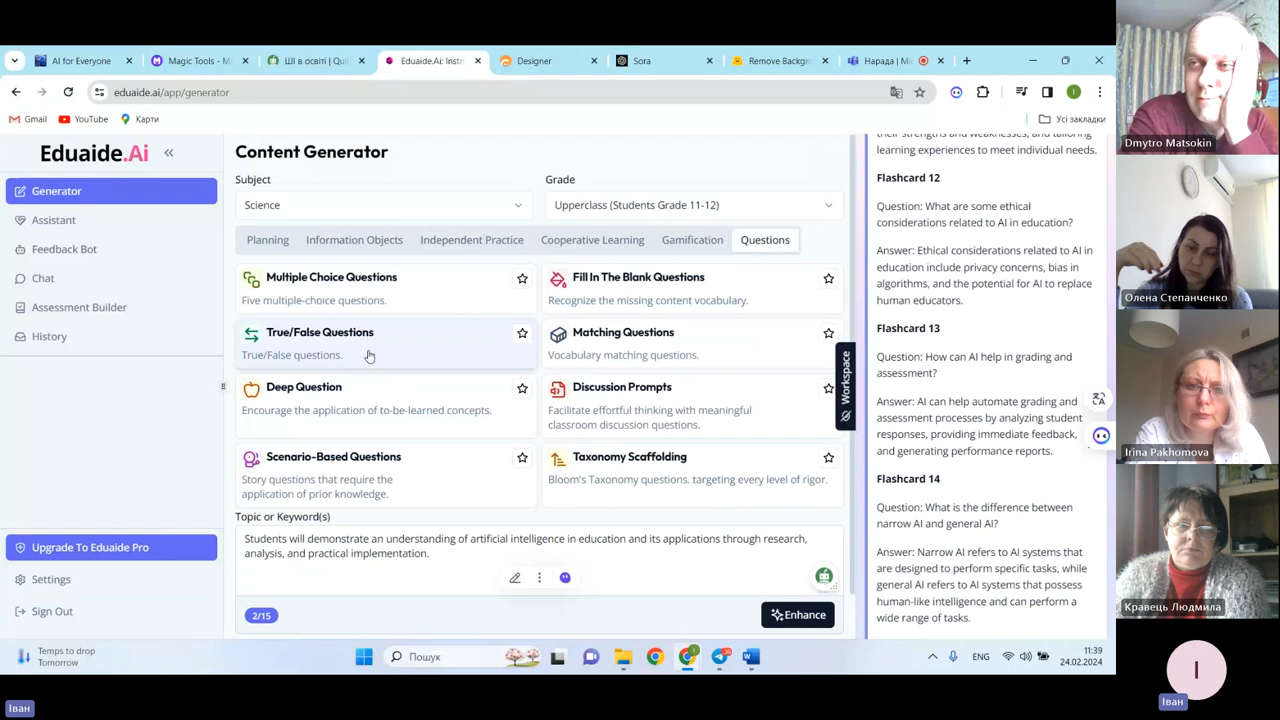 AI for Everyone
Magic Tools - M
ШІ в освіті | Qui
Eduaide.Ai: Instr
Designer
Sora
Remove Backgr
Нарада | Mi
eduaide.ai/app/generator
Gmail
YouTube
Карти
Усі закладки
Eduaide.Ai
Generator
Assistant
Feedback Bot
Chat
Assessment Builder
History
Upgrade To Eduaide Pro
Settings
Sign Out
Content Generator
Subject
Grade
Science
Upperclass (Students Grade 11-12)
Planning
Information Objects
Independent Practice
Cooperative Learning
Gamification
Questions
Multiple Choice Questions
Five multiple-choice questions.
Fill In The Blank Questions
Recognize the missing content vocabulary.
True/False Questions
True/False questions.
Matching Questions
Vocabulary matching questions.
Deep Question
Encourage the application of to-be-learned concepts.
Discussion Prompts
Facilitate effortful thinking with meaningful
classroom discussion questions.
Scenario-Based Questions
Story questions that require the
application of prior knowledge.
Taxonomy Scaffolding
Bloom's Taxonomy questions, targeting every level of rigor.
Topic or Keyword(s)
Students will demonstrate an understanding of artificial intelligence in education and its applications through research,
analysis, and practical implementation.
2/15
Enhance
Workspace
their strengths and weaknesses, and tailoring
learning experiences to meet individual needs.
Flashcard 12
Question: What are some ethical
considerations related to AI in education?
Answer: Ethical considerations related to AI in
education include privacy concerns, bias in
algorithms, and the potential for AI to replace
human educators.
Flashcard 13
Question: How can AI help in grading and
assessment?
Answer: AI can help automate grading and
assessment processes by analyzing student
responses, providing immediate feedback,
and generating performance reports.
Flashcard 14
Question: What is the difference between
narrow AI and general AI?
Answer: Narrow AI refers to AI systems that
are designed to perform specific tasks, while
general AI refers to AI systems that possess
human-like intelligence and can perform a
wide range of tasks.
Temps to drop
Tomorrow
Пошук
ENG
11:39
24.02.2024
Dmytro Matsokin
Олена Степанченко
Irina Pakhomova
Кравець Людмила
І
Іван
Іван